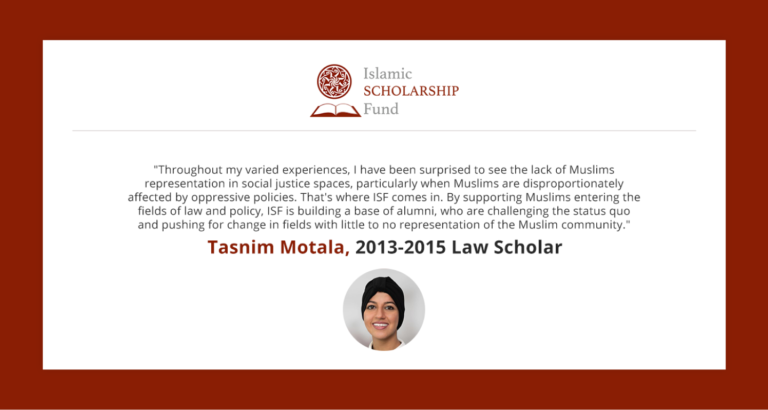 Islamic
SCHOLARSHIP
Fund
"Throughout my varied experiences, I have been surprised to see the lack of Muslims
representation in social justice spaces, particularly when Muslims are disproportionately
affected by oppressive policies. That's where ISF comes in. By supporting Muslims entering the
fields of law and policy, ISF is building a base of alumni, who are challenging the status quo
and pushing for change in fields with little to no representation of the Muslim community."
Tasnim Motala, 2013-2015 Law Scholar